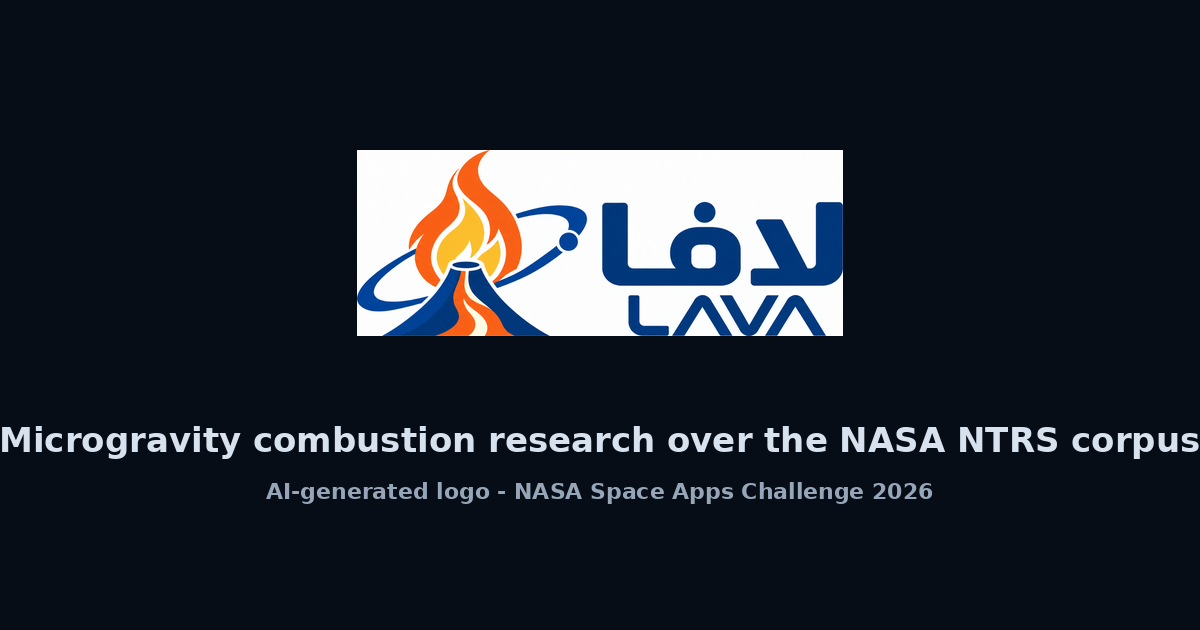 لافا
LAVA
Microgravity combustion research over the NASA NTRS corpus
AI-generated logo - NASA Space Apps Challenge 2026